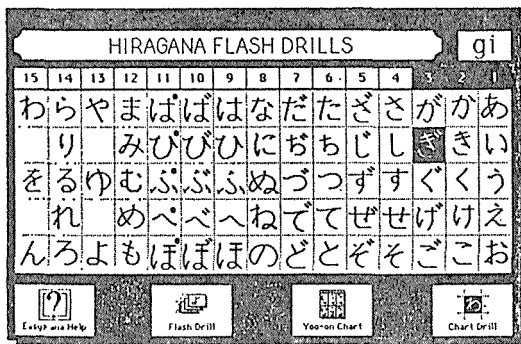 HIRAGANA FLASH DRILLS gi
15 14 13 12 11 10 9 8 7 6 5 4 3 2 1
わ ら や ま ぱ ば は な だ た ざ さ が か あ
り み ぴ び ひ に ぢ ち じ し ぎ き い
を る ゆ む ぷ ぶ ふ ぬ づ つ ず す ぐ く う
れ め ぺ べ へ ね で て ぜ せ げ け え
ん ろ よ も ぽ ぼ ほ の ど と ぞ そ ご こ お
? あ
EasyKana Help Flash Drill Yoo-on Chart Chart Drill